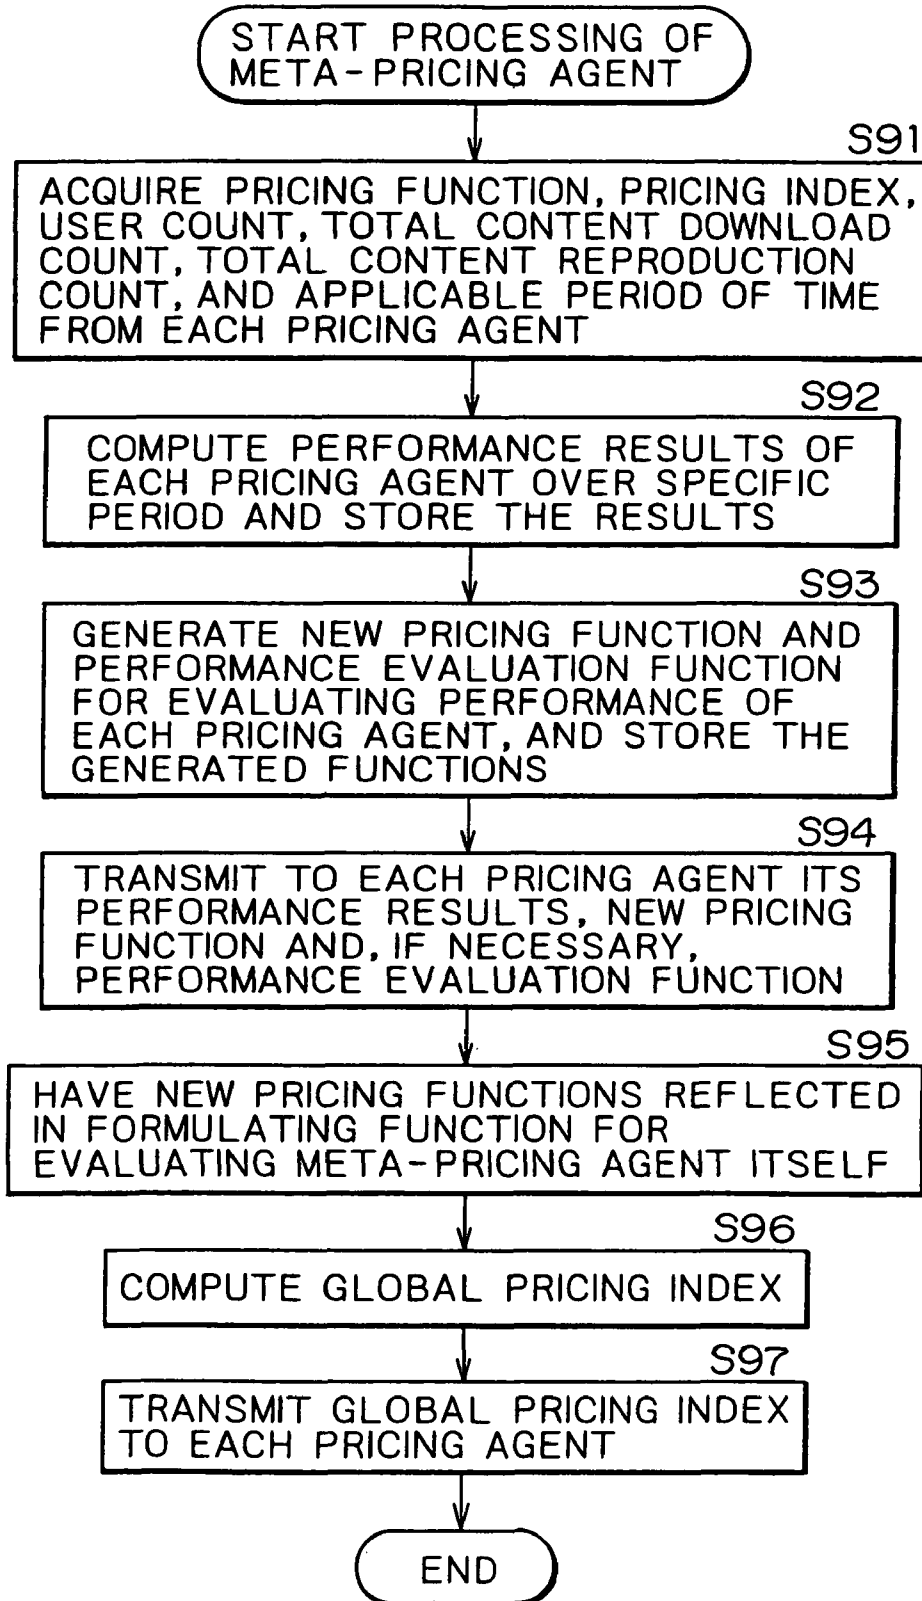 START PROCESSING OF
META-PRICING AGENT
S91
ACQUIRE PRICING FUNCTION, PRICING INDEX,
USER COUNT, TOTAL CONTENT DOWNLOAD
COUNT, TOTAL CONTENT REPRODUCTION
COUNT, AND APPLICABLE PERIOD OF TIME
FROM EACH PRICING AGENT
S92
COMPUTE PERFORMANCE RESULTS OF
EACH PRICING AGENT OVER SPECIFIC
PERIOD AND STORE THE RESULTS
S93
GENERATE NEW PRICING FUNCTION AND
PERFORMANCE EVALUATION FUNCTION
FOR EVALUATING PERFORMANCE OF
EACH PRICING AGENT, AND STORE THE
GENERATED FUNCTIONS
S94
TRANSMIT TO EACH PRICING AGENT ITS
PERFORMANCE RESULTS, NEW PRICING
FUNCTION AND, IF NECESSARY,
PERFORMANCE EVALUATION FUNCTION
S95
HAVE NEW PRICING FUNCTIONS REFLECTED
IN FORMULATING FUNCTION FOR
EVALUATING META-PRICING AGENT ITSELF
S96
COMPUTE GLOBAL PRICING INDEX
S97
TRANSMIT GLOBAL PRICING INDEX
TO EACH PRICING AGENT
END